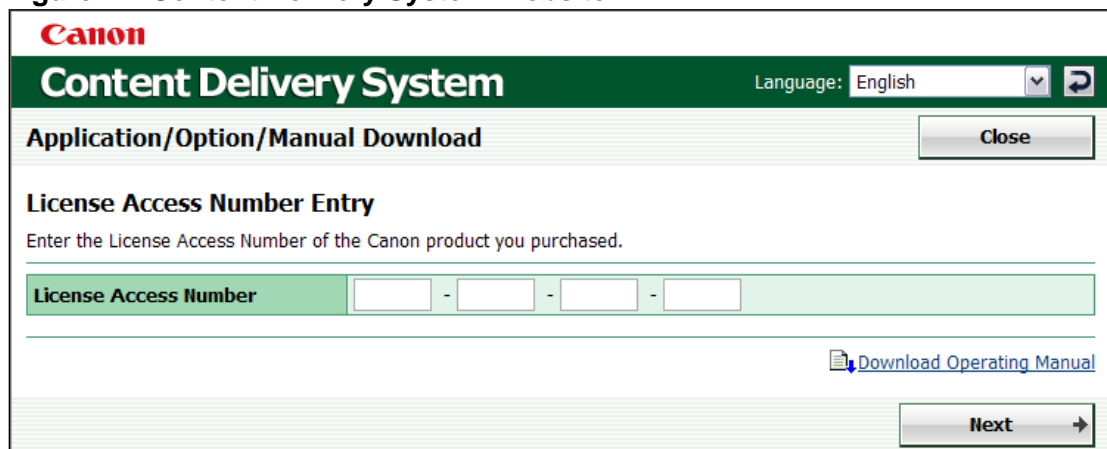 Canon
Content Delivery System
Language: English
Application/Option/Manual Download
Close
License Access Number Entry
Enter the License Access Number of the Canon product you purchased.
License Access Number - - -
Download Operating Manual
Next